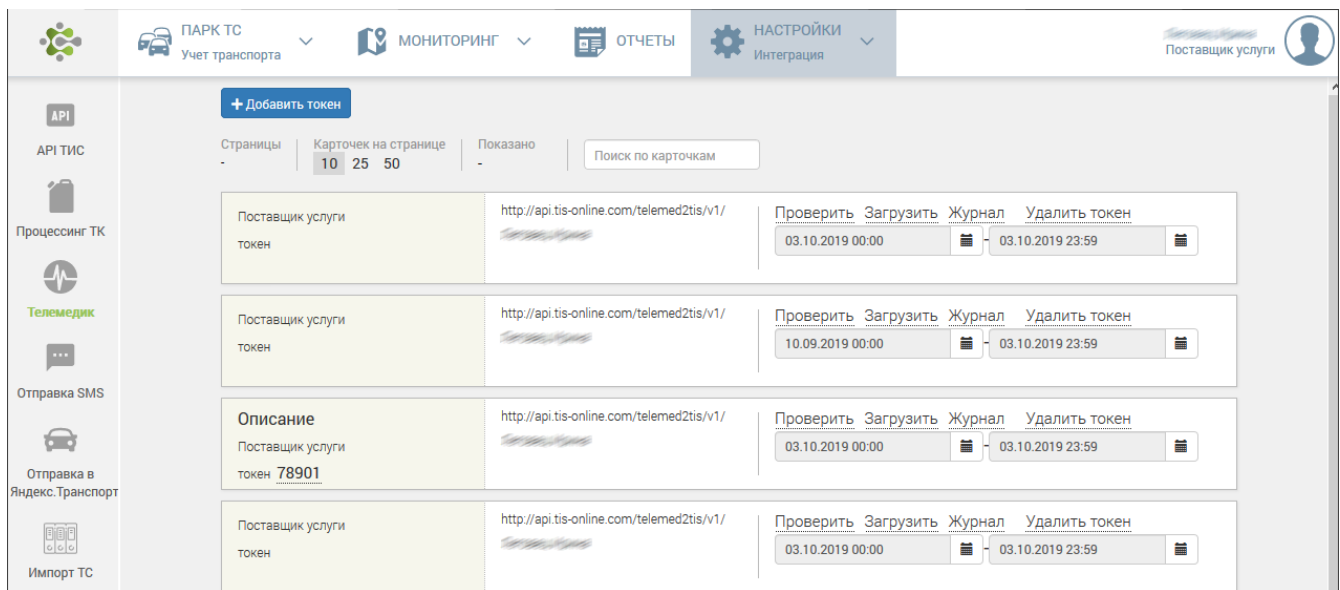 ПАРК ТС
Учет транспорта
МОНИТОРИНГ
ОТЧЕТЫ
НАСТРОЙКИ
Интеграция
Поставщик услуги
API
API ТИС
Процессинг ТК
Телемедик
Отправка SMS
Отправка в
Яндекс.Транспорт
Импорт ТС
+ Добавить токен
Страницы Карточек на странице Показано
- 10 25 50 -
Поиск по карточкам
Поставщик услуги
токен
http://api.tis-online.com/telemed2tis/v1/
Проверить Загрузить Журнал Удалить токен
03.10.2019 00:00 - 03.10.2019 23:59
Поставщик услуги
токен
http://api.tis-online.com/telemed2tis/v1/
Проверить Загрузить Журнал Удалить токен
10.09.2019 00:00 - 03.10.2019 23:59
Описание
Поставщик услуги
токен 78901
http://api.tis-online.com/telemed2tis/v1/
Проверить Загрузить Журнал Удалить токен
03.10.2019 00:00 - 03.10.2019 23:59
Поставщик услуги
токен
http://api.tis-online.com/telemed2tis/v1/
Проверить Загрузить Журнал Удалить токен
03.10.2019 00:00 - 03.10.2019 23:59